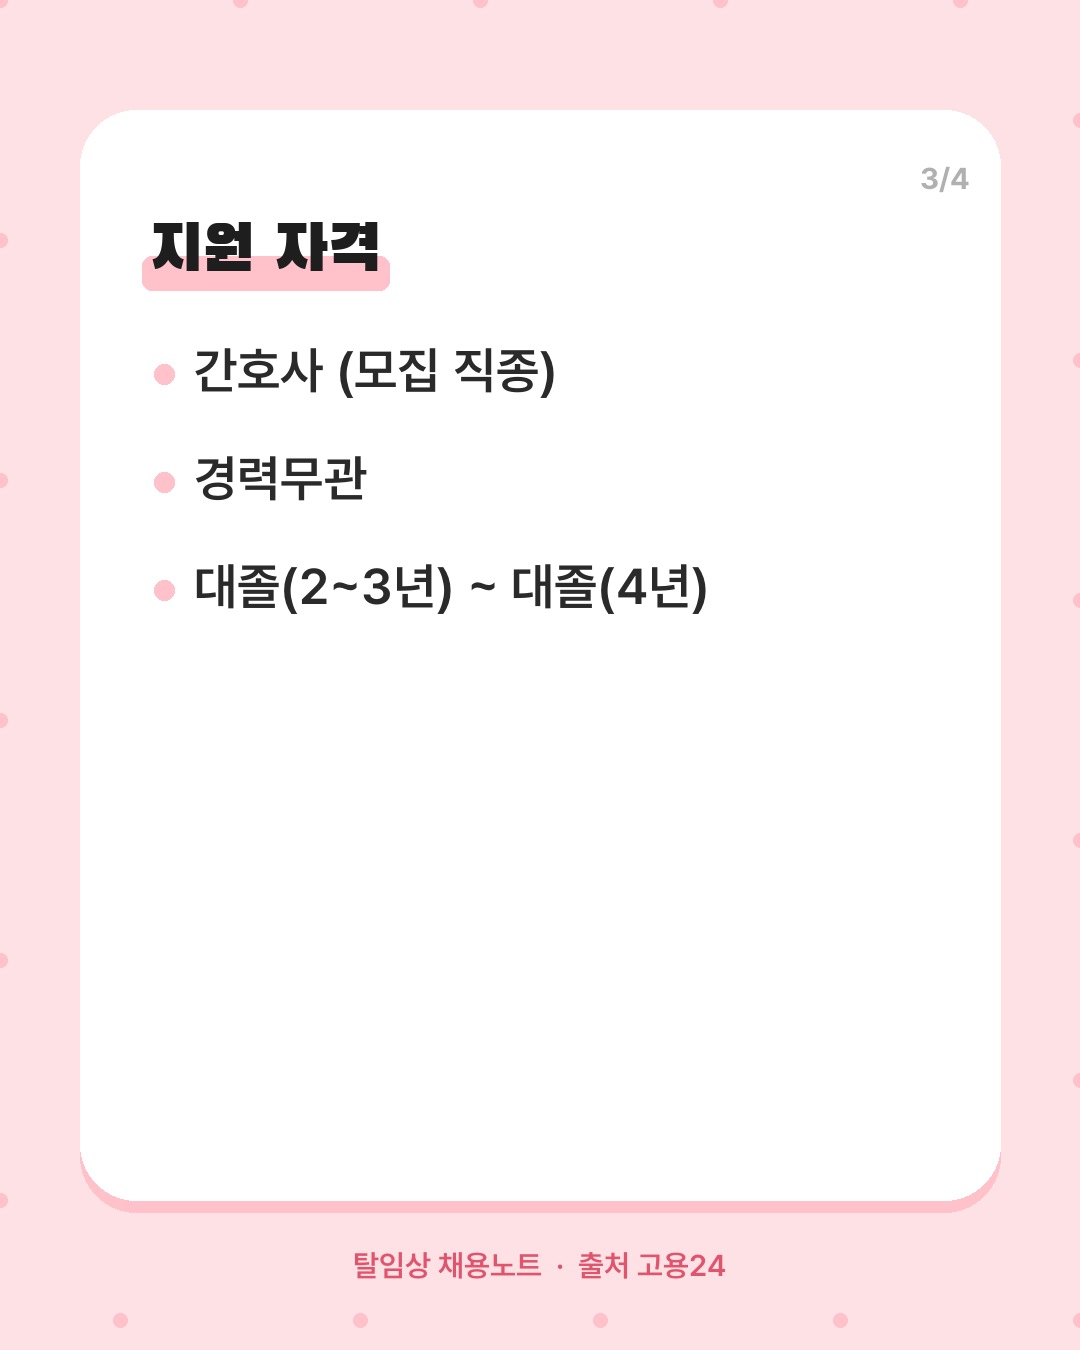 3/4
지원 자격
간호사 (모집 직종)
경력무관
대졸(2~3년) ~ 대졸(4년)
탈임상 채용노트 · 출처 고용24